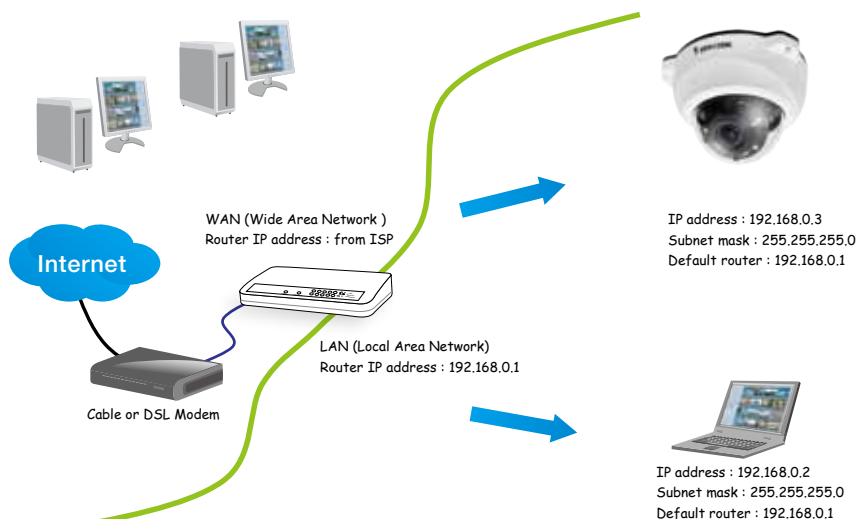 WAN (Wide Area Network )
Router IP address : from ISP
Internet
LAN (Local Area Network)
Router IP address : 192.168.0.1
Cable or DSL Modem
IP address : 192.168.0.3
Subnet mask : 255.255.255.0
Default router : 192.168.0.1
IP address : 192.168.0.2
Subnet mask : 255.255.255.0
Default router : 192.168.0.1